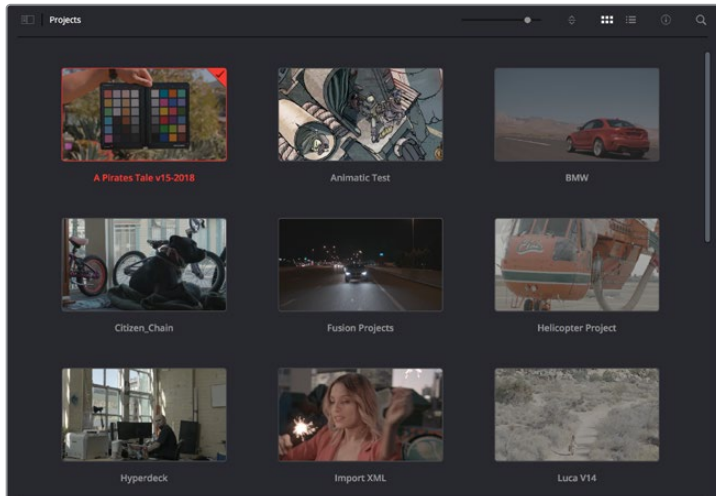 Projects
A Pirates Tale v15-2018
Animatic Test
BMW
Citizen_Chain
Fusion Projects
Helicopter Project
Hyperdeck
Import XML
Luca V14